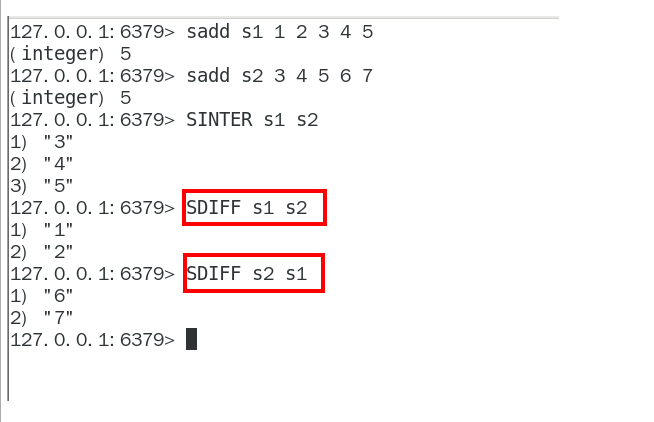 127.0.0.1:6379> sadd s1 1 2 3 4 5
(integer) 5
127.0.0.1:6379> sadd s2 3 4 5 6 7
(integer) 5
127.0.0.1:6379> SINTER s1 s2
1) "3"
2) "4"
3) "5"
127.0.0.1:6379> SDIFF s1 s2
1) "1"
2) "2"
127.0.0.1:6379> SDIFF s2 s1
1) "6"
2) "7"
127.0.0.1:6379>